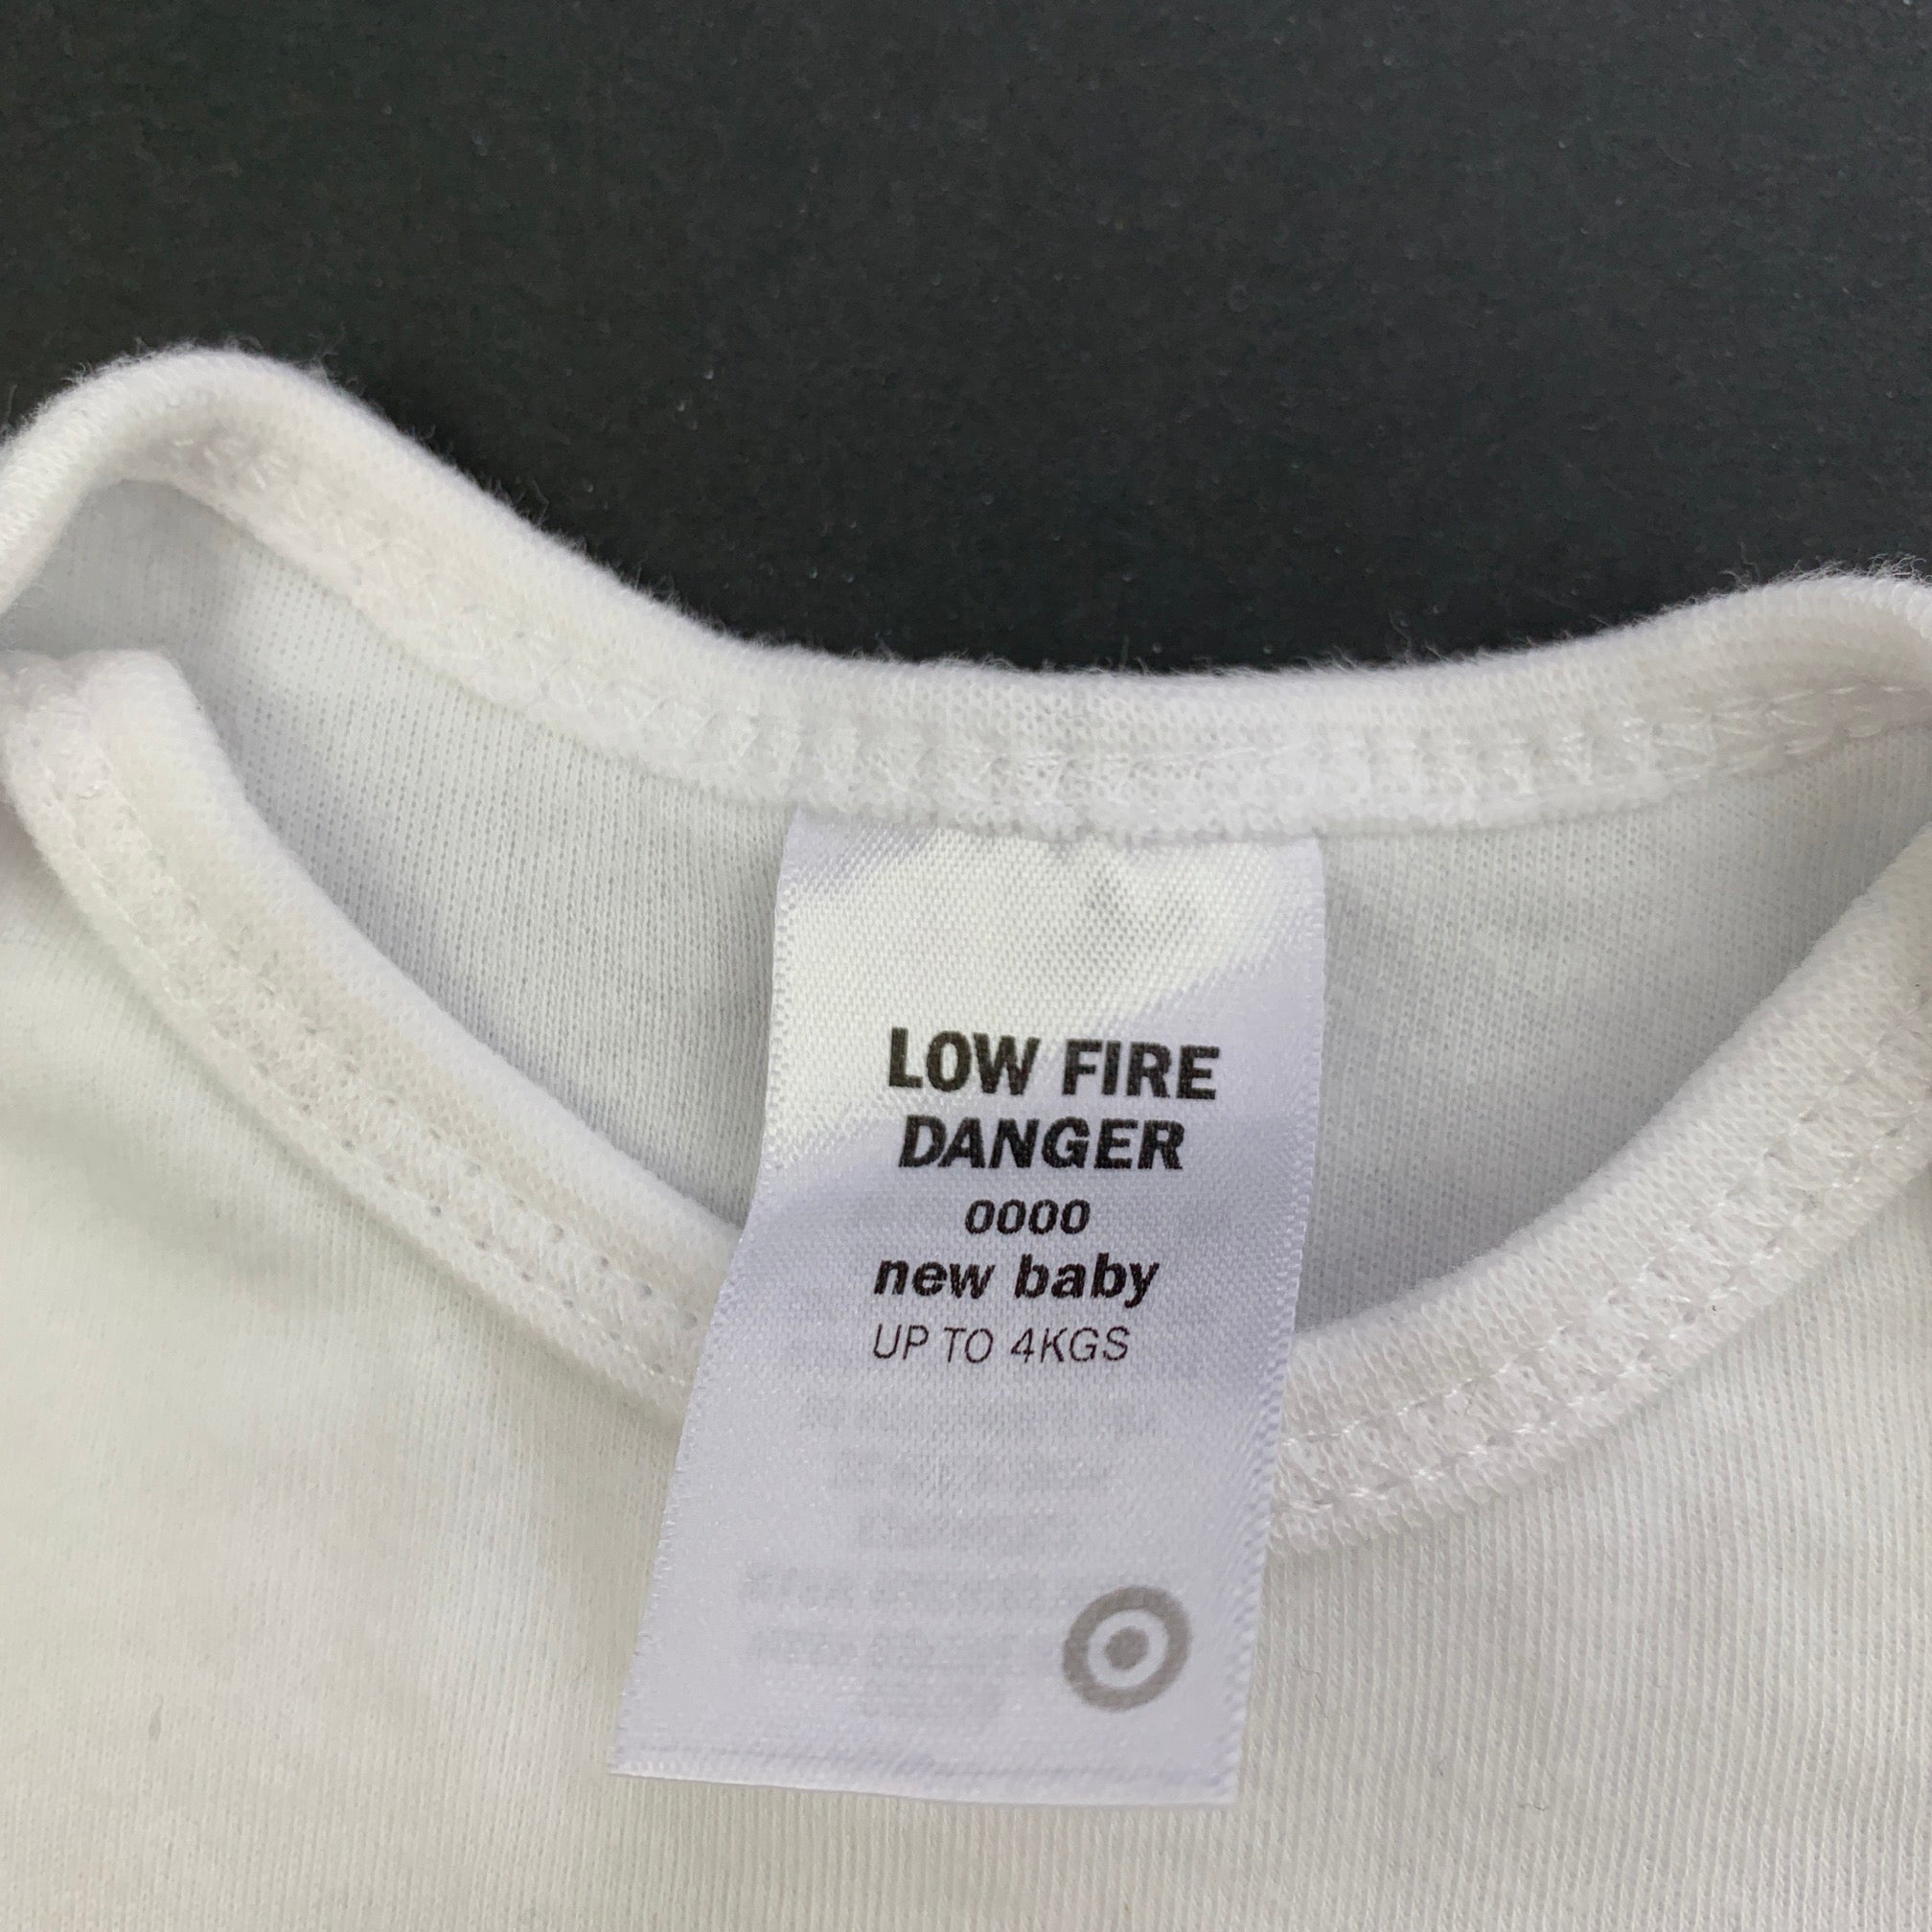 LOW FIRE
DANGER
0000
new baby
UP TO 4KGS